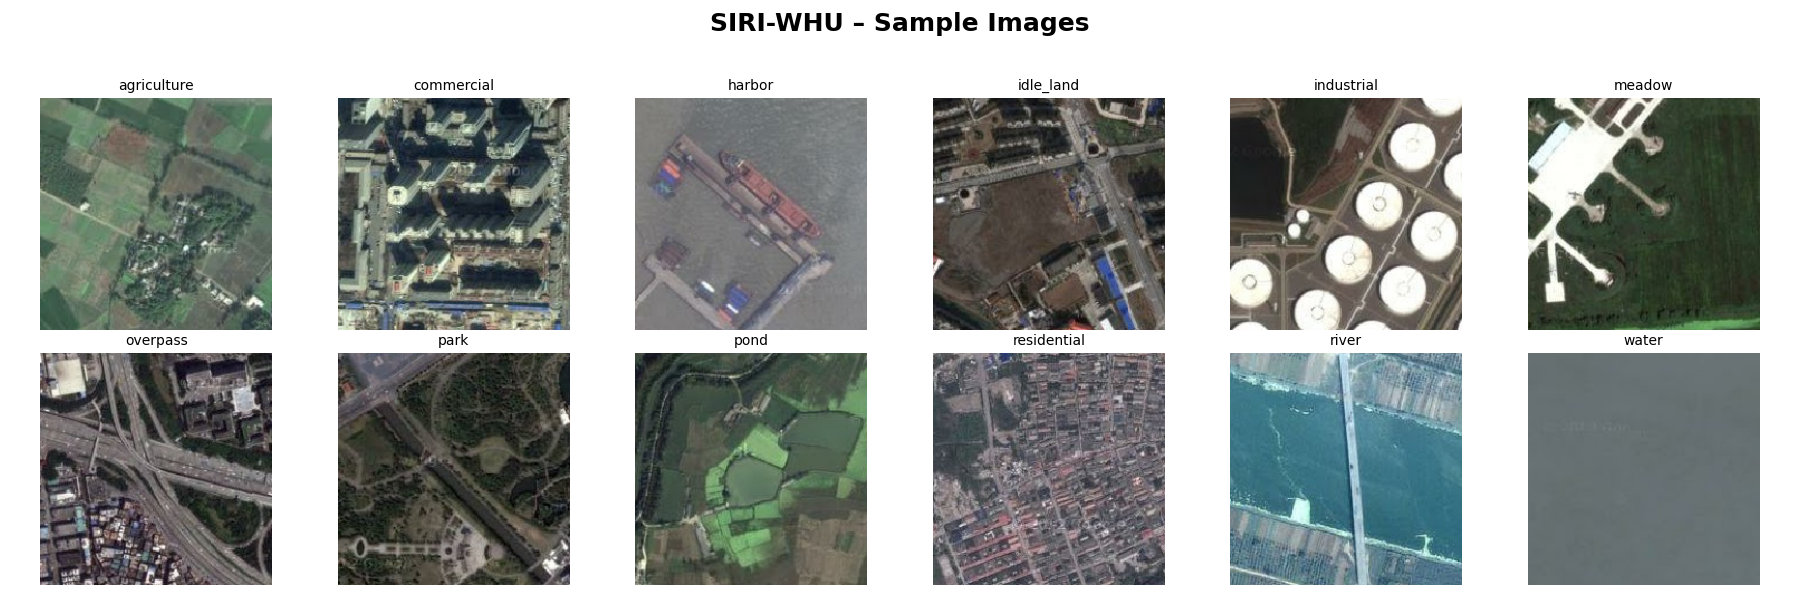 SIRI-WHU – Sample Images
agriculture
commercial
harbor
idle_land
industrial
meadow
overpass
park
pond
residential
river
water